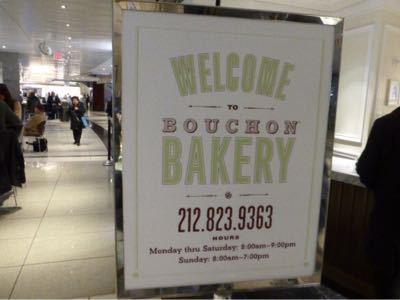 WELCOME
TO
BOUCHON
BAKERY
212.823.9363
HOURS
Monday thru Saturday: 8:00am–9:00pm
Sunday: 8:00am–7:00pm